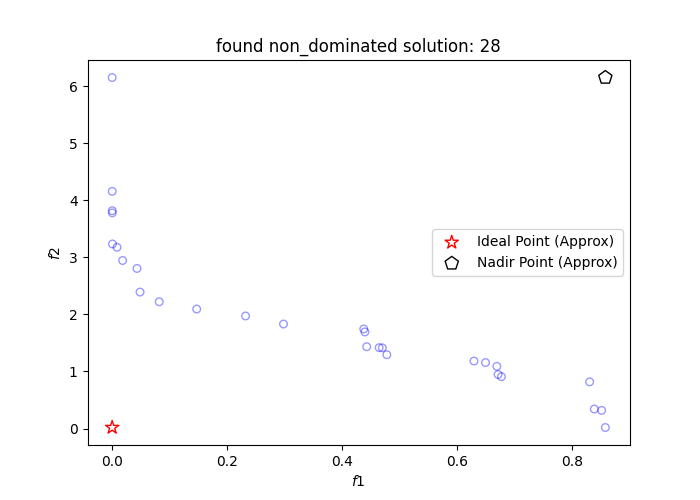 found non_dominated solution: 28
6
5
4
3
2
1
0
f2
Ideal Point (Approx)
Nadir Point (Approx)
0.0 0.2 0.4 0.6 0.8
f1